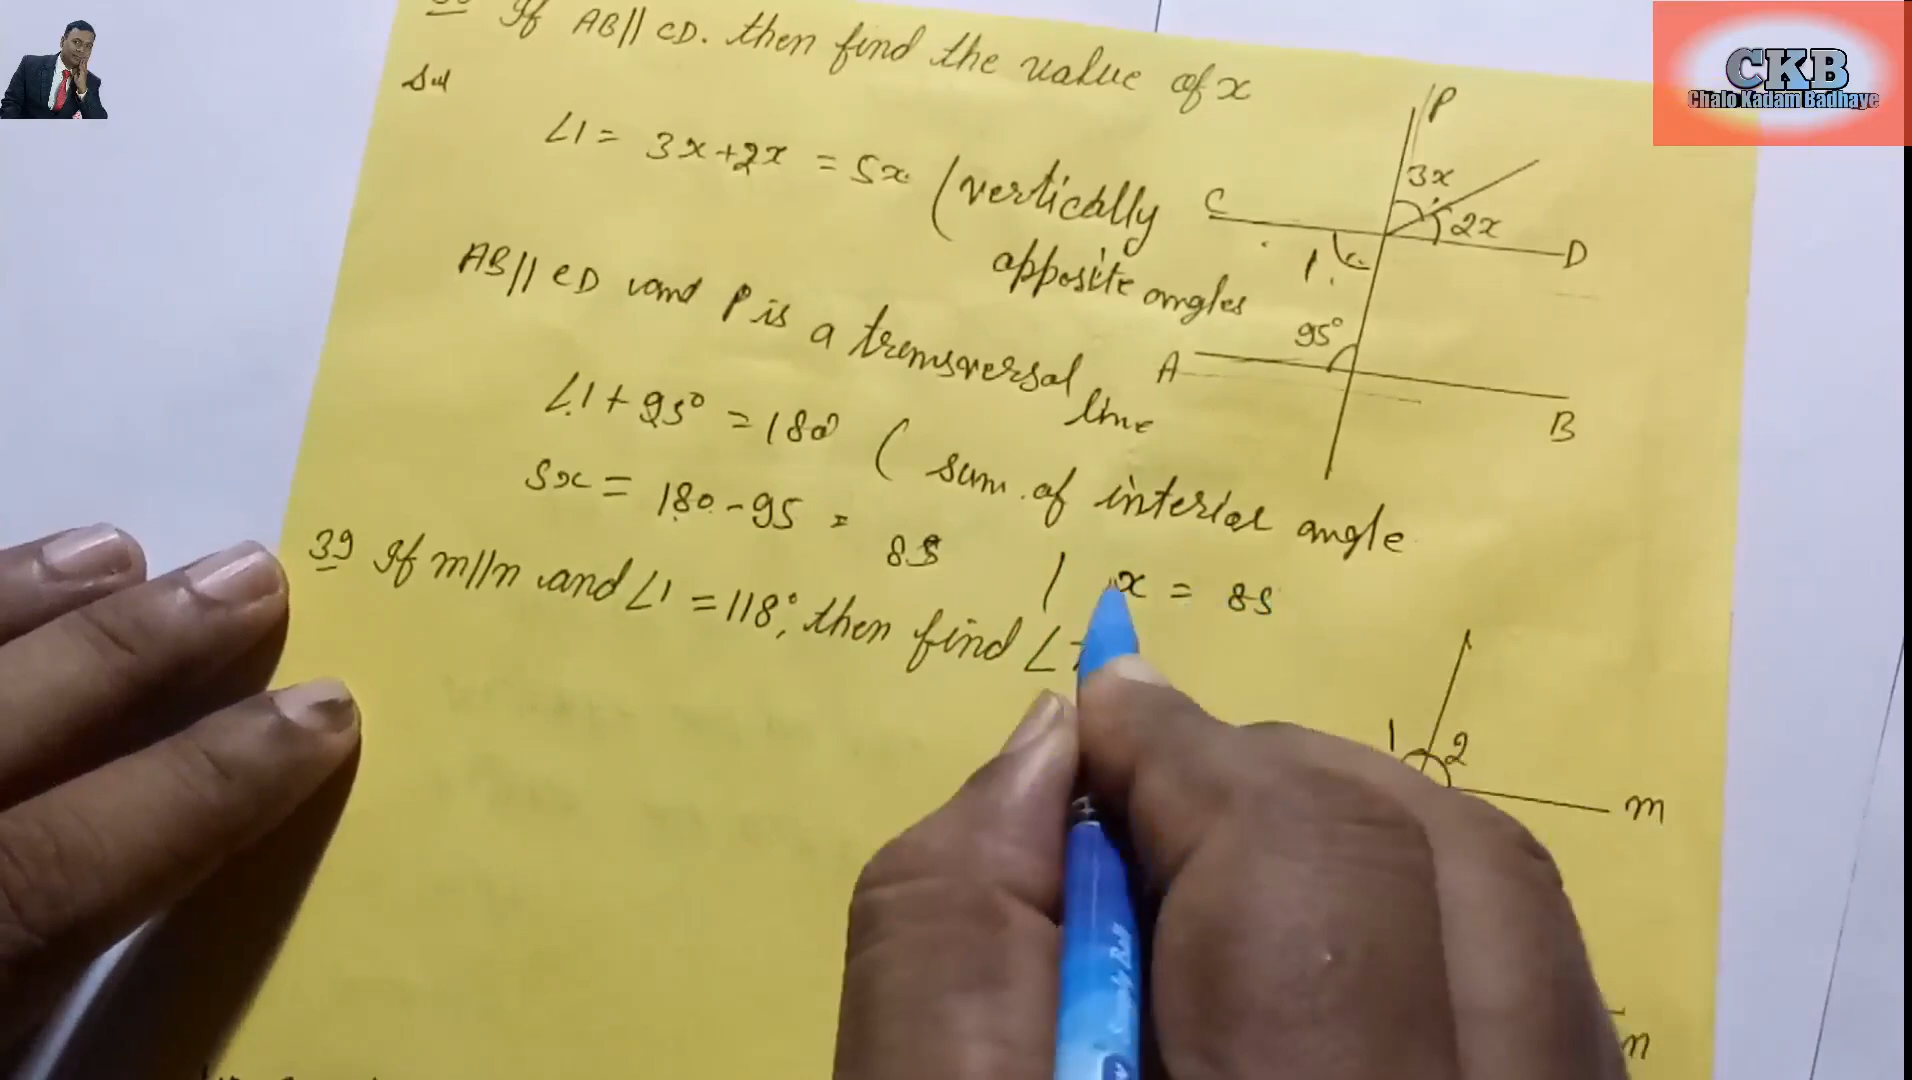 If AB || CD. then find the value of x
Sol
∠1 = 3x+2x = 5x (vertically
opposite angles
AB || CD and P is a transversal
line
∠1 + 95° = 180 ( sum of interior angle
5x = 180 - 95 = 85
| x = 85
39 If m||n and ∠1 = 118°, then find ∠
P
3x
2x
C
D
1
95°
A
B
1
2
m
n
CKB
Chalo Kadam Badhaye